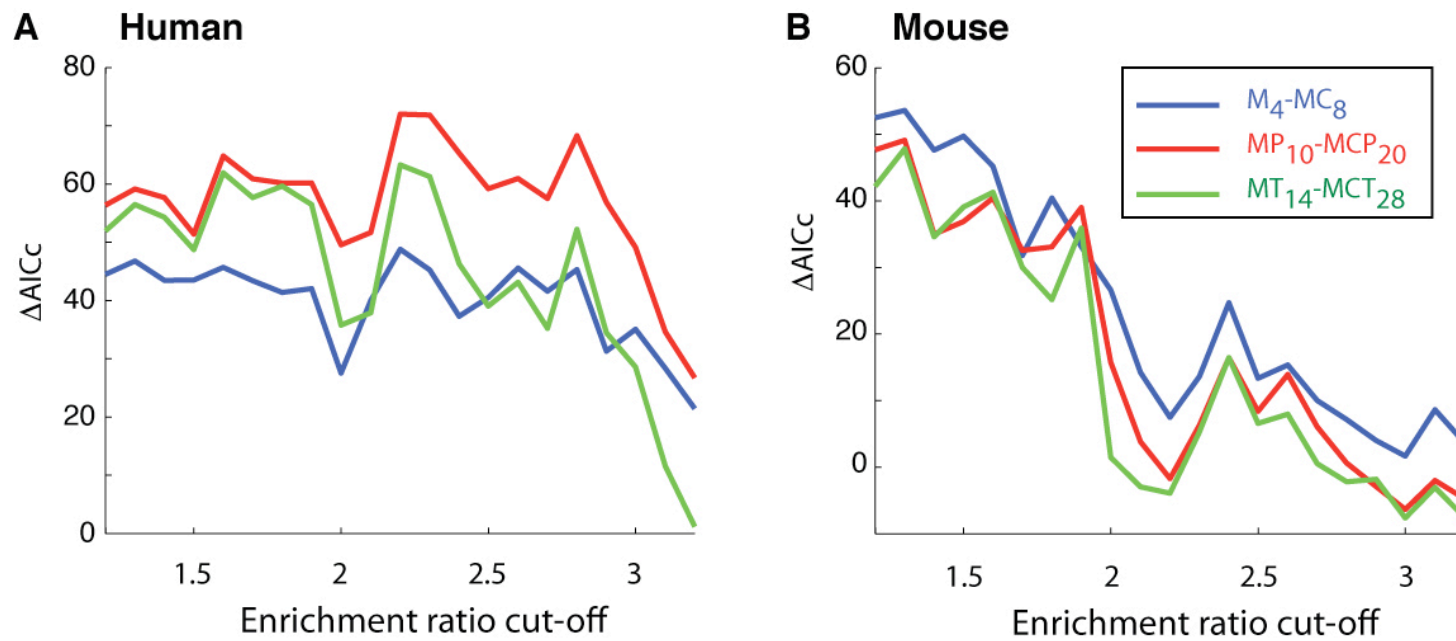 A Human
80
60
40
20
0
ΔAICc
1.5 2 2.5 3
Enrichment ratio cut-off
B Mouse
60
40
20
0
ΔAICc
1.5 2 2.5 3
Enrichment ratio cut-off
M4-MC8
MP10-MCP20
MT14-MCT28